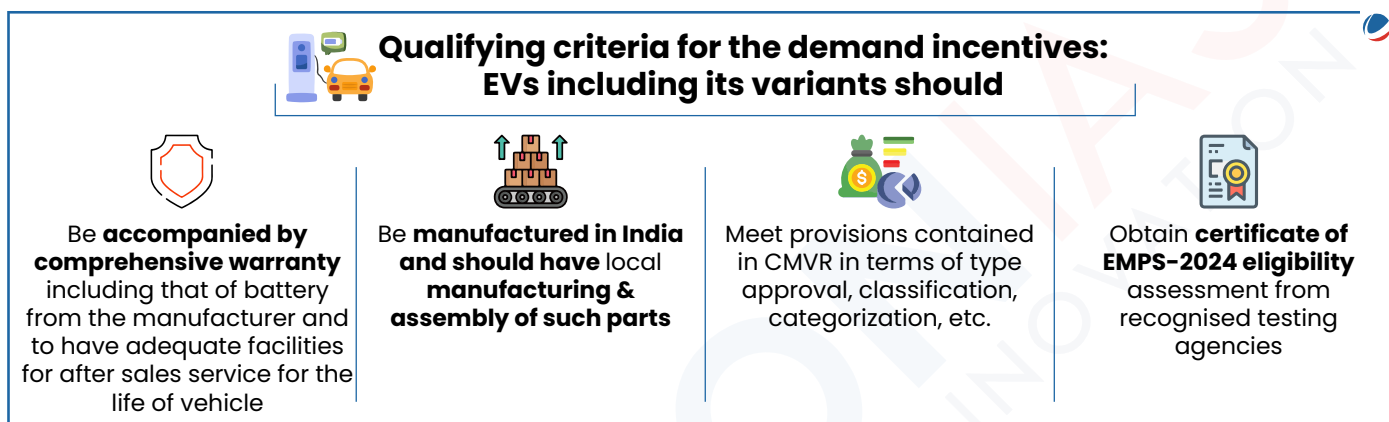 Qualifying criteria for the demand incentives:
EVs including its variants should
Be accompanied by
comprehensive warranty
including that of battery
from the manufacturer and
to have adequate facilities
for after sales service for the
life of vehicle
Be manufactured in India
and should have local
manufacturing &
assembly of such parts
Meet provisions contained
in CMVR in terms of type
approval, classification,
categorization, etc.
Obtain certificate of
EMPS-2024 eligibility
assessment from
recognised testing
agencies